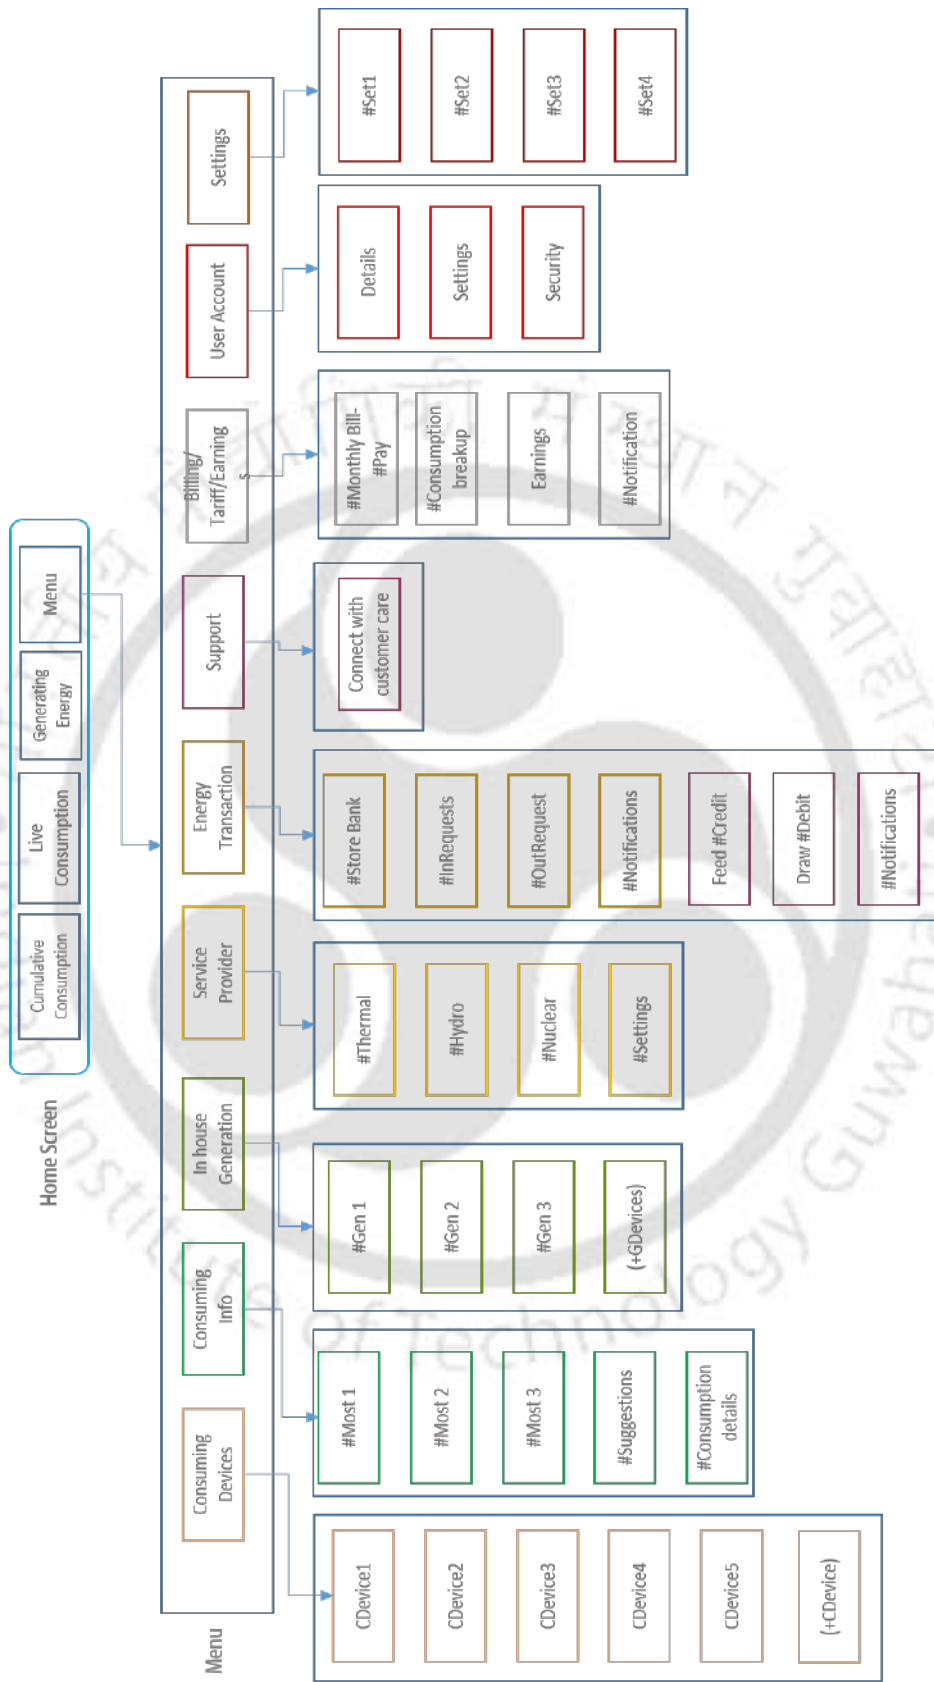 Home Screen
Cumulative
Consumption
Live
Consumption
Generating
Energy
Menu
Menu
Consuming
Devices
Consuming
Info
In house
Generation
Service
Provider
Energy
Transaction
Support
Billing/
Tariff/Earning
s
User Account
Settings
CDevice1
CDevice2
CDevice3
CDevice4
CDevice5
(+CDevice)
#Most 1
#Most 2
#Most 3
#Suggestions
#Consumption
details
#Gen 1
#Gen 2
#Gen 3
(+GDevices)
#Thermal
#Hydro
#Nuclear
#Settings
#Store Bank
#InRequests
#OutRequest
#Notifications
Feed #Credit
Draw #Debit
#Notifications
Connect with
customer care
#Monthly Bill-
#Pay
#Consumption
breakup
Earnings
#Notification
Details
Settings
Security
#Set1
#Set2
#Set3
#Set4
Institute of Technology Guwahati